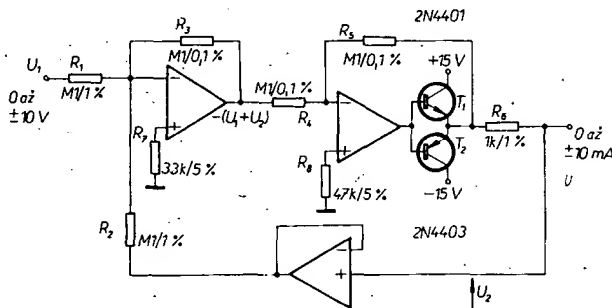 R3
2N4401
R5
U1
R1
M1/0,1 %
M1/0,1 %
+15 V
M1/0,1 %
T1
M1/1 %
−
−
R6
0 až
±10 V
-(U1+U2)
R4
0 až
±10 mA
R7
+
+
T2
1k/1 %
R8
U
33k/5 %
−15 V
47k/5 %
R2
M1/1 %
2N4403
−
+
U2